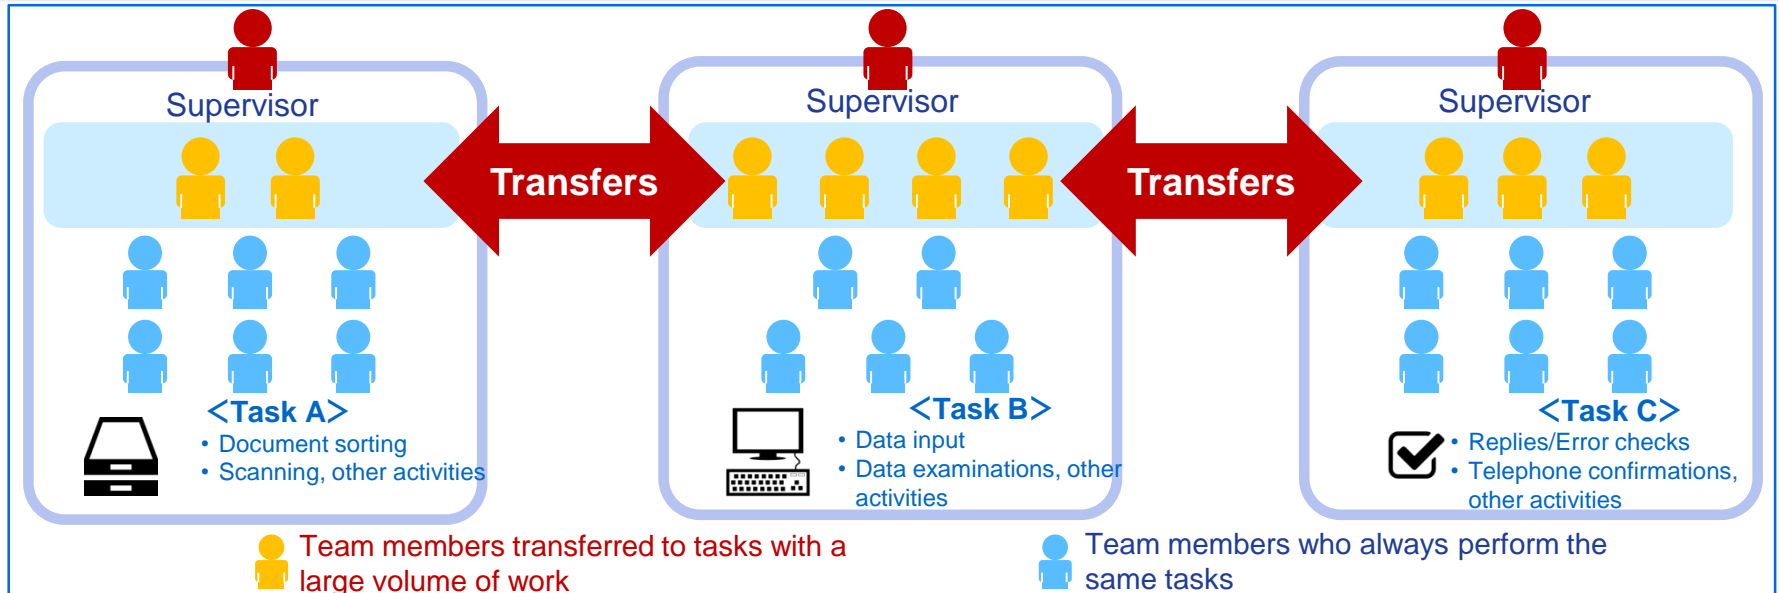 Supervisor
Supervisor
Supervisor
Transfers
Transfers
<Task A>
• Document sorting
• Scanning, other activities
<Task B>
• Data input
• Data examinations, other
activities
<Task C>
• Replies/Error checks
• Telephone confirmations,
other activities
Team members transferred to tasks with a
large volume of work
Team members who always perform the
same tasks